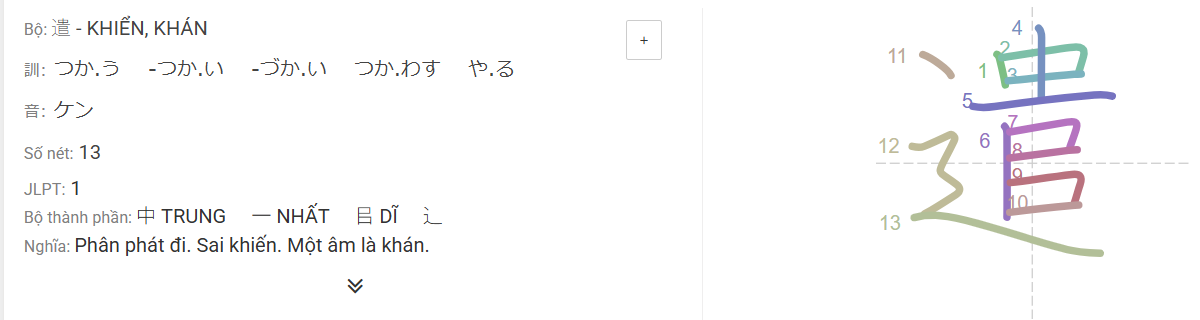 Bộ: 遣 - KHIỂN, KHÁN
+
訓: つか.う -つか.い -づか.い つか.わす や.る
音: ケン
Số nét: 13
JLPT: 1
Bộ thành phần: 中 TRUNG 一 NHẤT 㠯 DĨ 辶
Nghĩa: Phân phát đi. Sai khiến. Một âm là khán.
遣
1
2
3
4
5
6
7
8
9
10
11
12
13